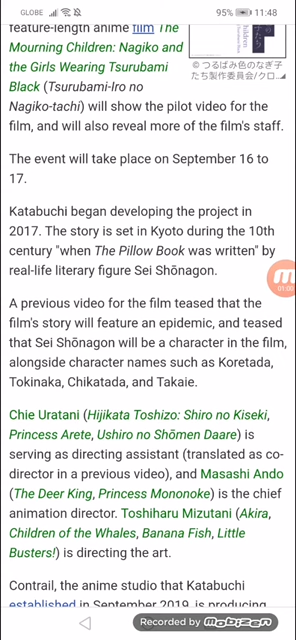 GLOBE 95% 11:48
feature-length anime film The
Mourning Children: Nagiko and
the Girls Wearing Tsurubami
Black (Tsurubami-Iro no
Nagiko-tachi) will show the pilot video for the
film, and will also reveal more of the film's staff.
children
© つるばみ色のなぎ子
たち製作委員会/クロ...
The event will take place on September 16 to
17.
Katabuchi began developing the project in
2017. The story is set in Kyoto during the 10th
century "when The Pillow Book was written" by
real-life literary figure Sei Shōnagon.
A previous video for the film teased that the
film's story will feature an epidemic, and teased
that Sei Shōnagon will be a character in the film,
alongside character names such as Koretada,
Tokinaka, Chikatada, and Takaie.
Chie Uratani (Hijikata Toshizo: Shiro no Kiseki,
Princess Arete, Ushiro no Shōmen Daare) is
serving as directing assistant (translated as co-
director in a previous video), and Masashi Ando
(The Deer King, Princess Mononoke) is the chief
animation director. Toshiharu Mizutani (Akira,
Children of the Whales, Banana Fish, Little
Busters!) is directing the art.
Contrail, the anime studio that Katabuchi
established in September 2019, is producing
01:00
Recorded by mobizen